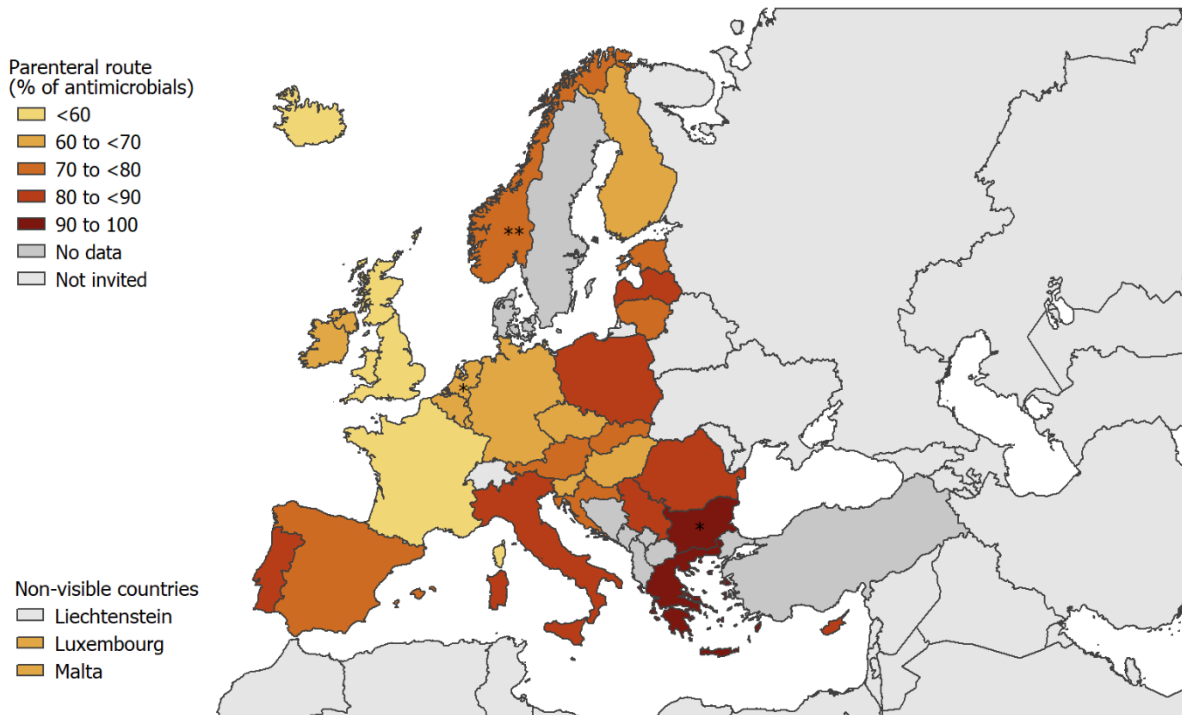 Parenteral route
(% of antimicrobials)
<60
60 to <70
70 to <80
80 to <90
90 to 100
No data
Not invited
**
*
*
Non-visible countries
Liechtenstein
Luxembourg
Malta